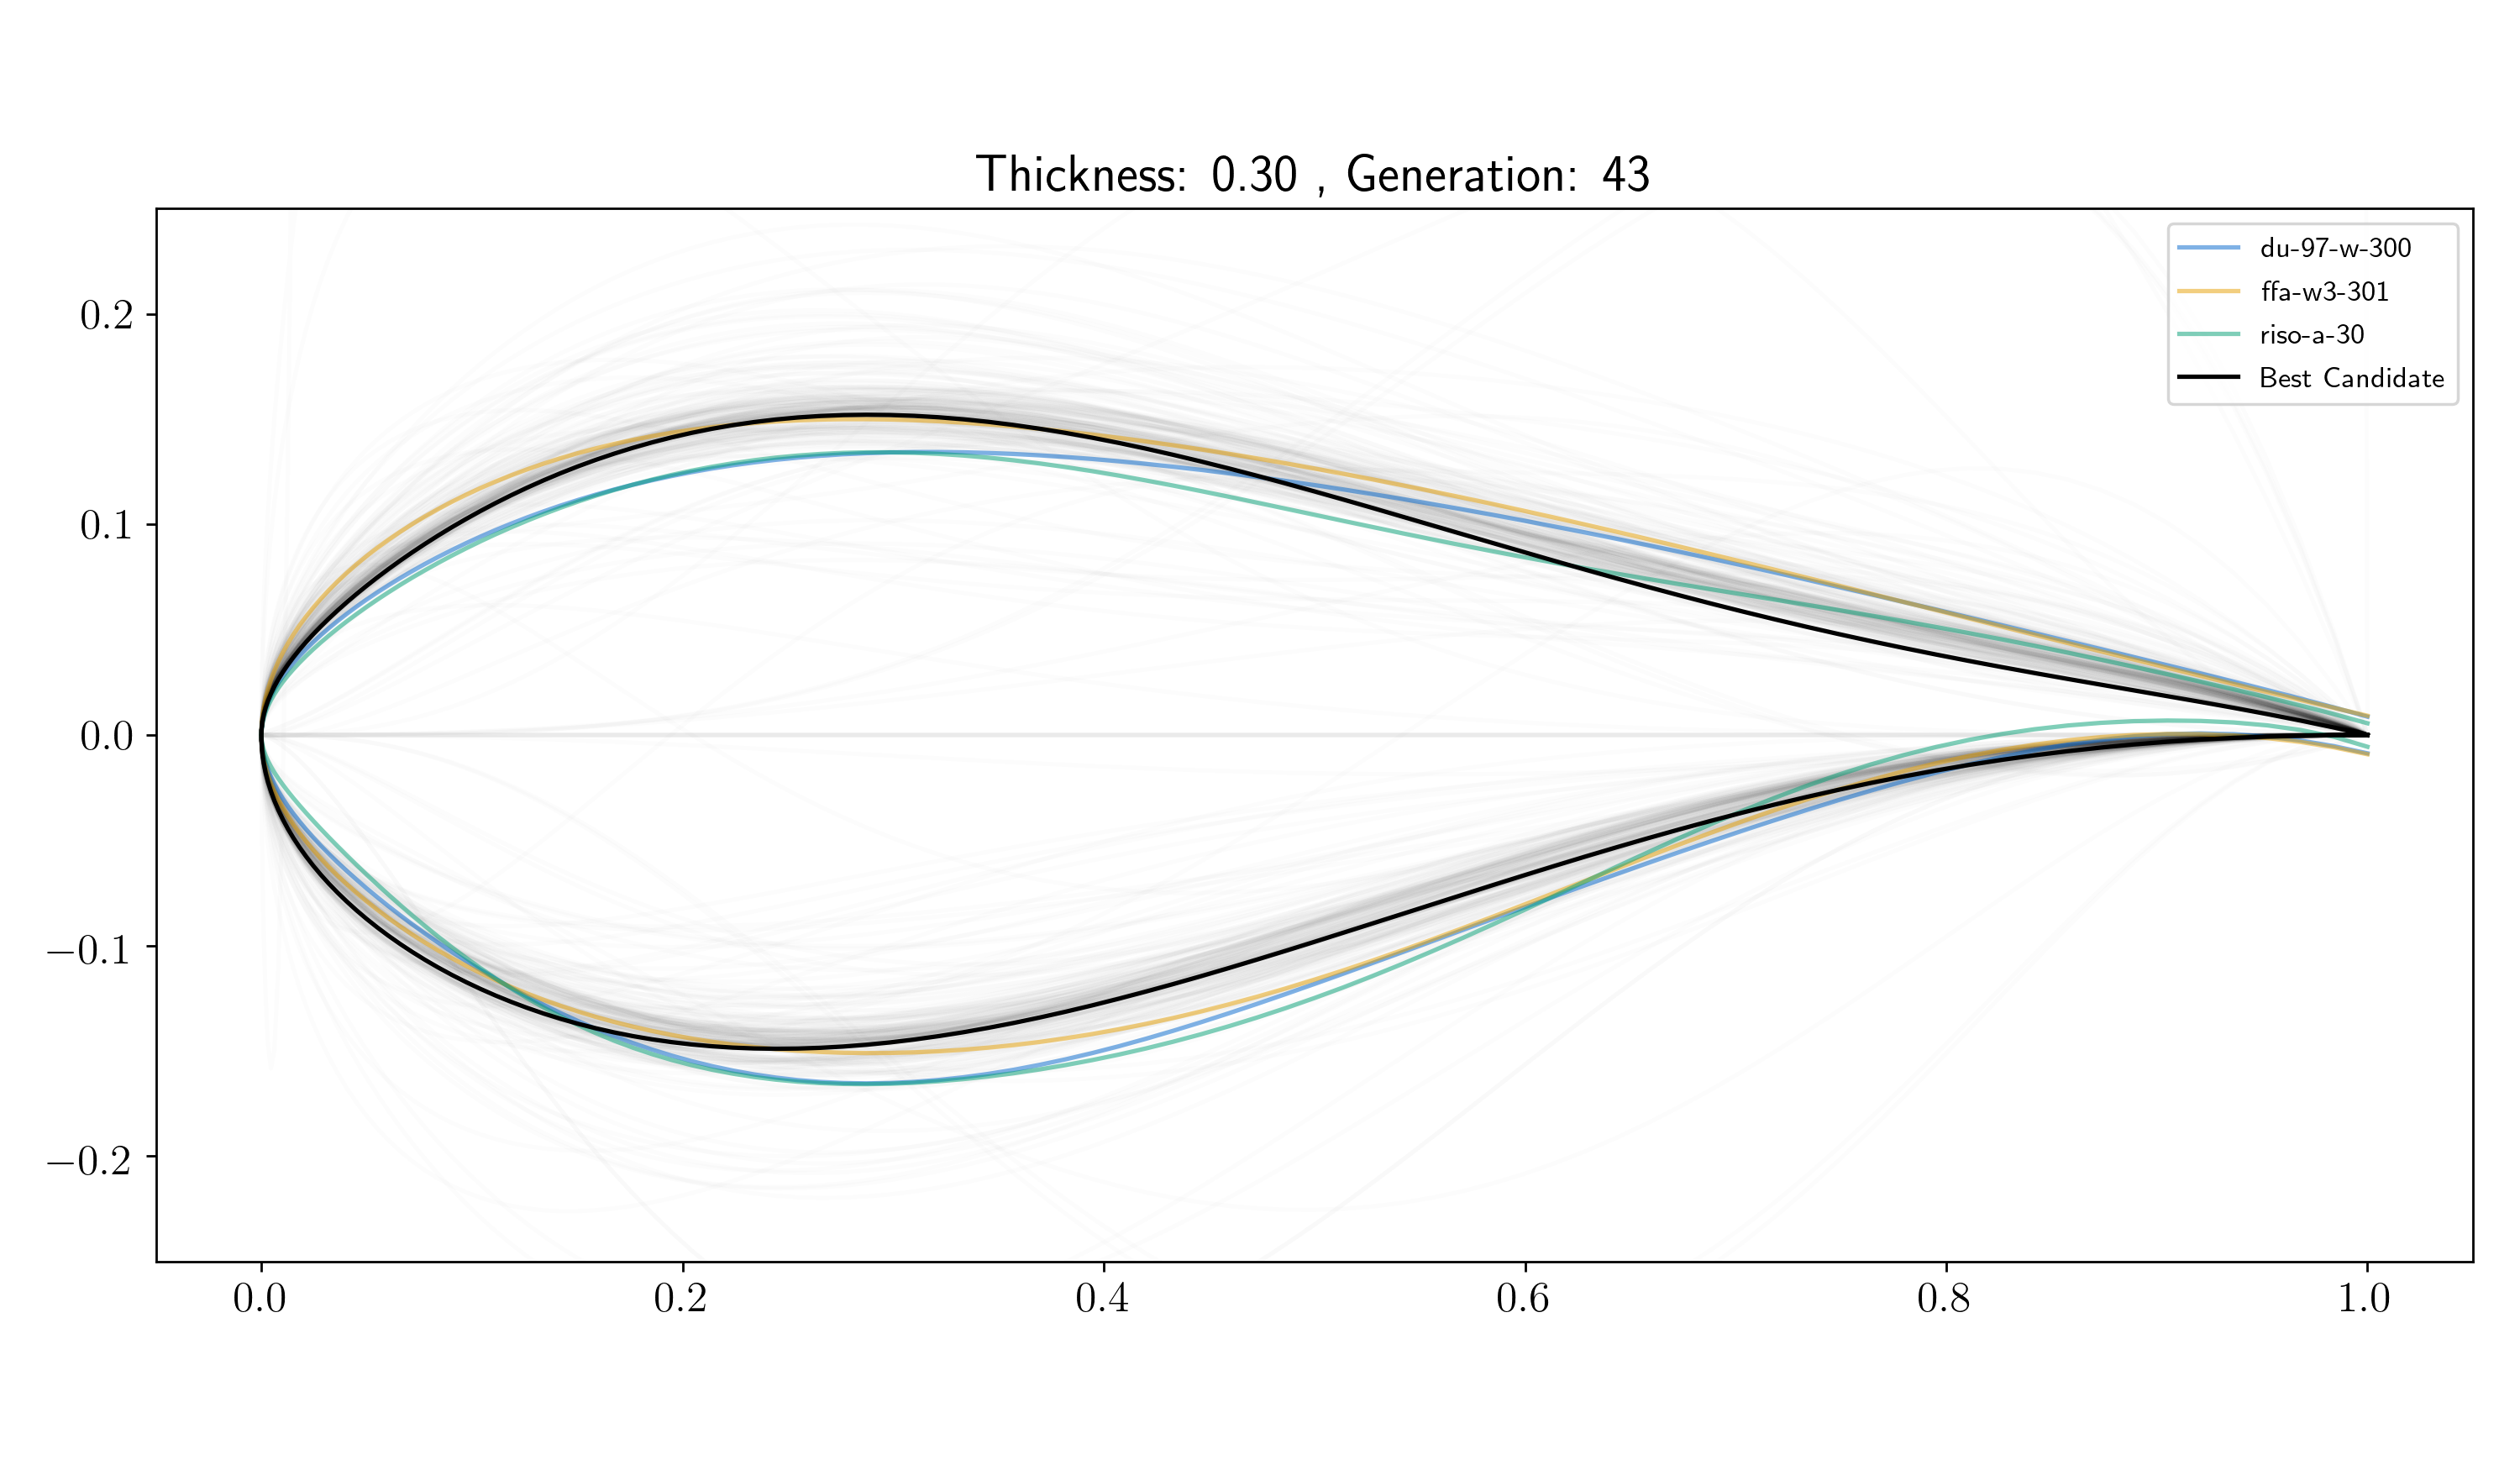 Thickness: 0.30 , Generation: 43
du-97-w-300
ffa-w3-301
riso-a-30
Best Candidate
0.2
0.1
0.0
−0.1
−0.2
0.0 0.2 0.4 0.6 0.8 1.0